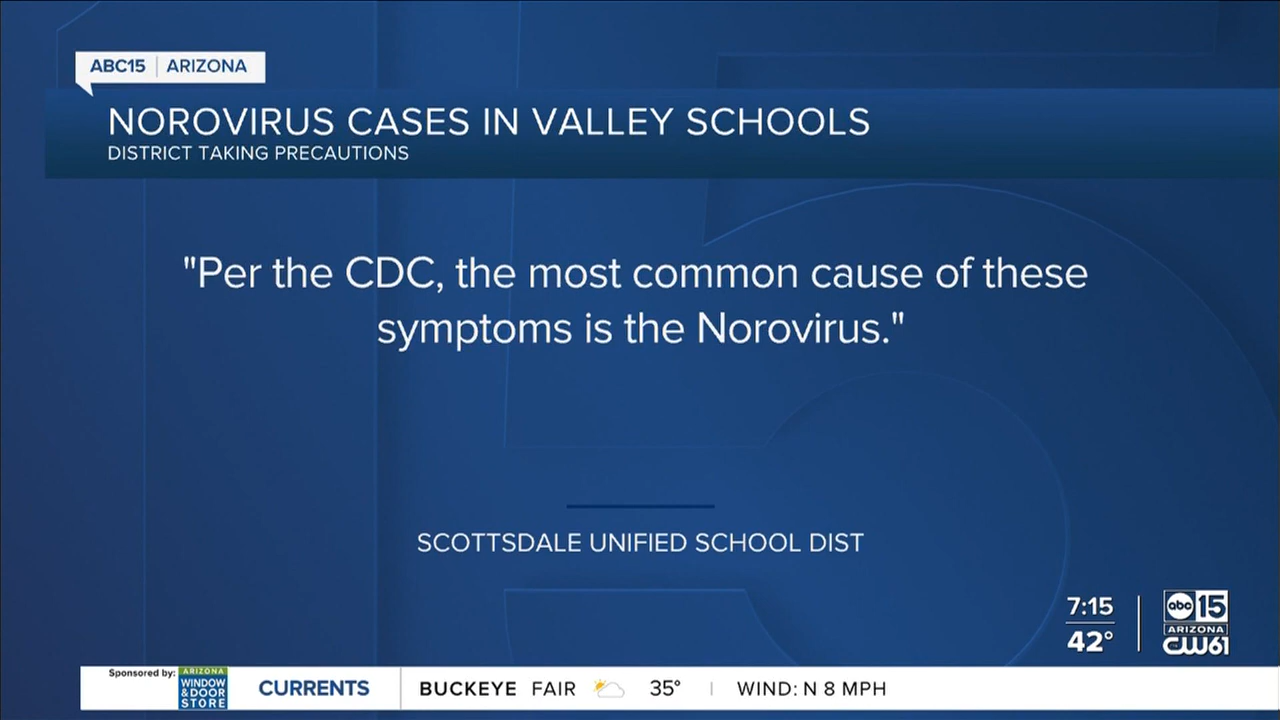 ABC15 | ARIZONA
NOROVIRUS CASES IN VALLEY SCHOOLS
DISTRICT TAKING PRECAUTIONS
"Per the CDC, the most common cause of these
symptoms is the Norovirus."
SCOTTSDALE UNIFIED SCHOOL DIST
7:15
42°
abc 15
ARIZONA
CW61
Sponsored by:
ARIZONA
WINDOW
& DOOR
STORE
CURRENTS
BUCKEYE FAIR 35° | WIND: N 8 MPH